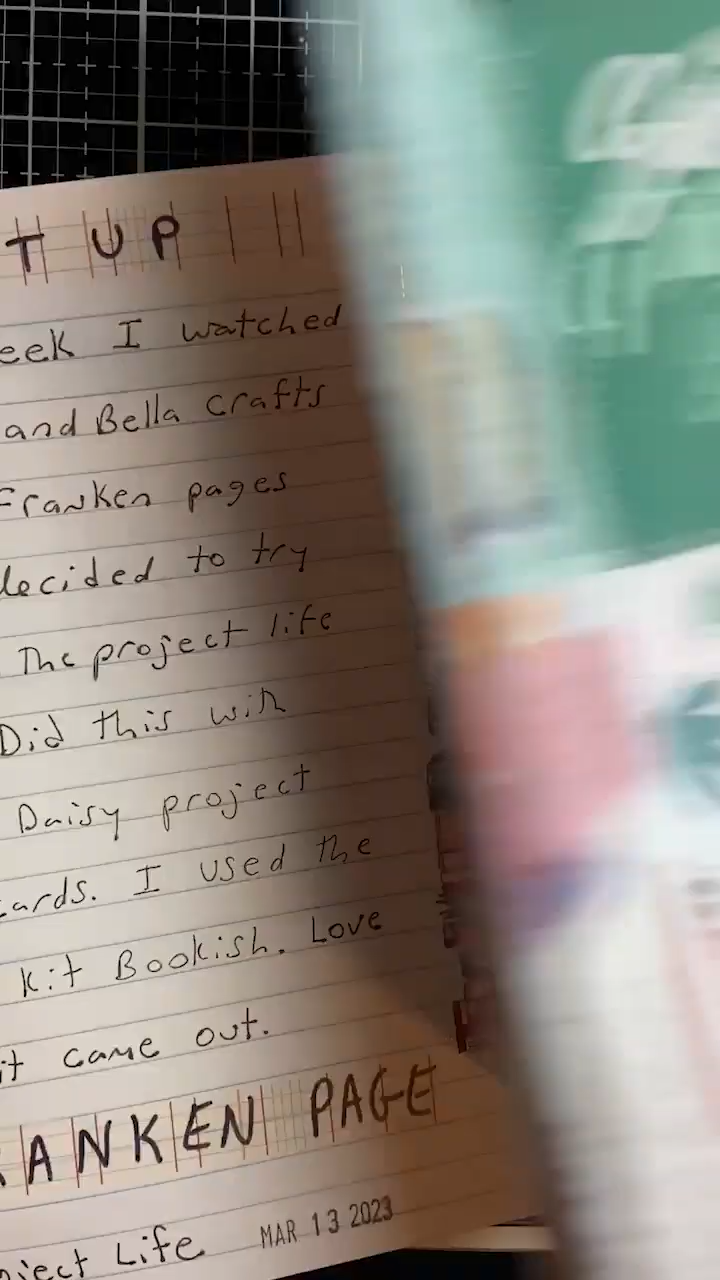 T UP
eek I watched
and Bella crafts
Franken pages
decided to try
The project life
Did this with
Daisy project
cards. I used the
kit Bookish. Love
it came out.
ANKEN PAGE
oject Life MAR 13 2023